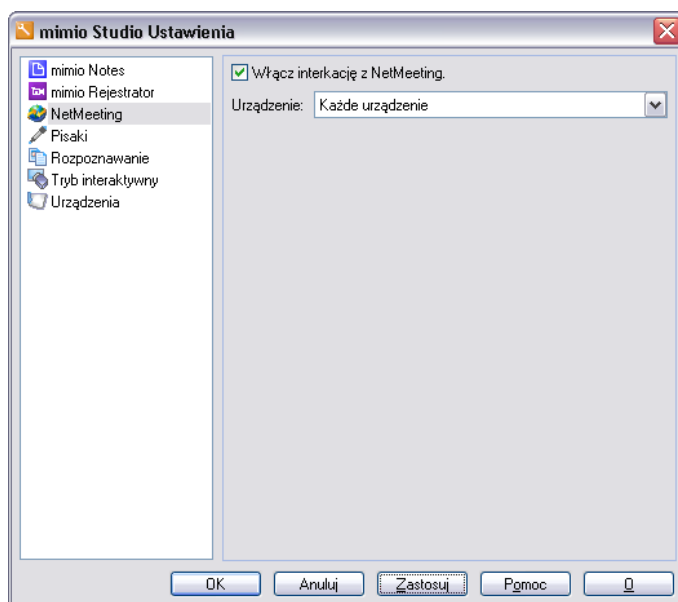 mimio Studio Ustawienia
mimio Notes
mimio Rejestrator
NetMeeting
Pisaki
Rozpoznawanie
Tryb interaktywny
Urządzenia
Włącz interkację z NetMeeting.
Urządzenie: Każde urządzenie
OK Anuluj Zastosuj Pomoc O